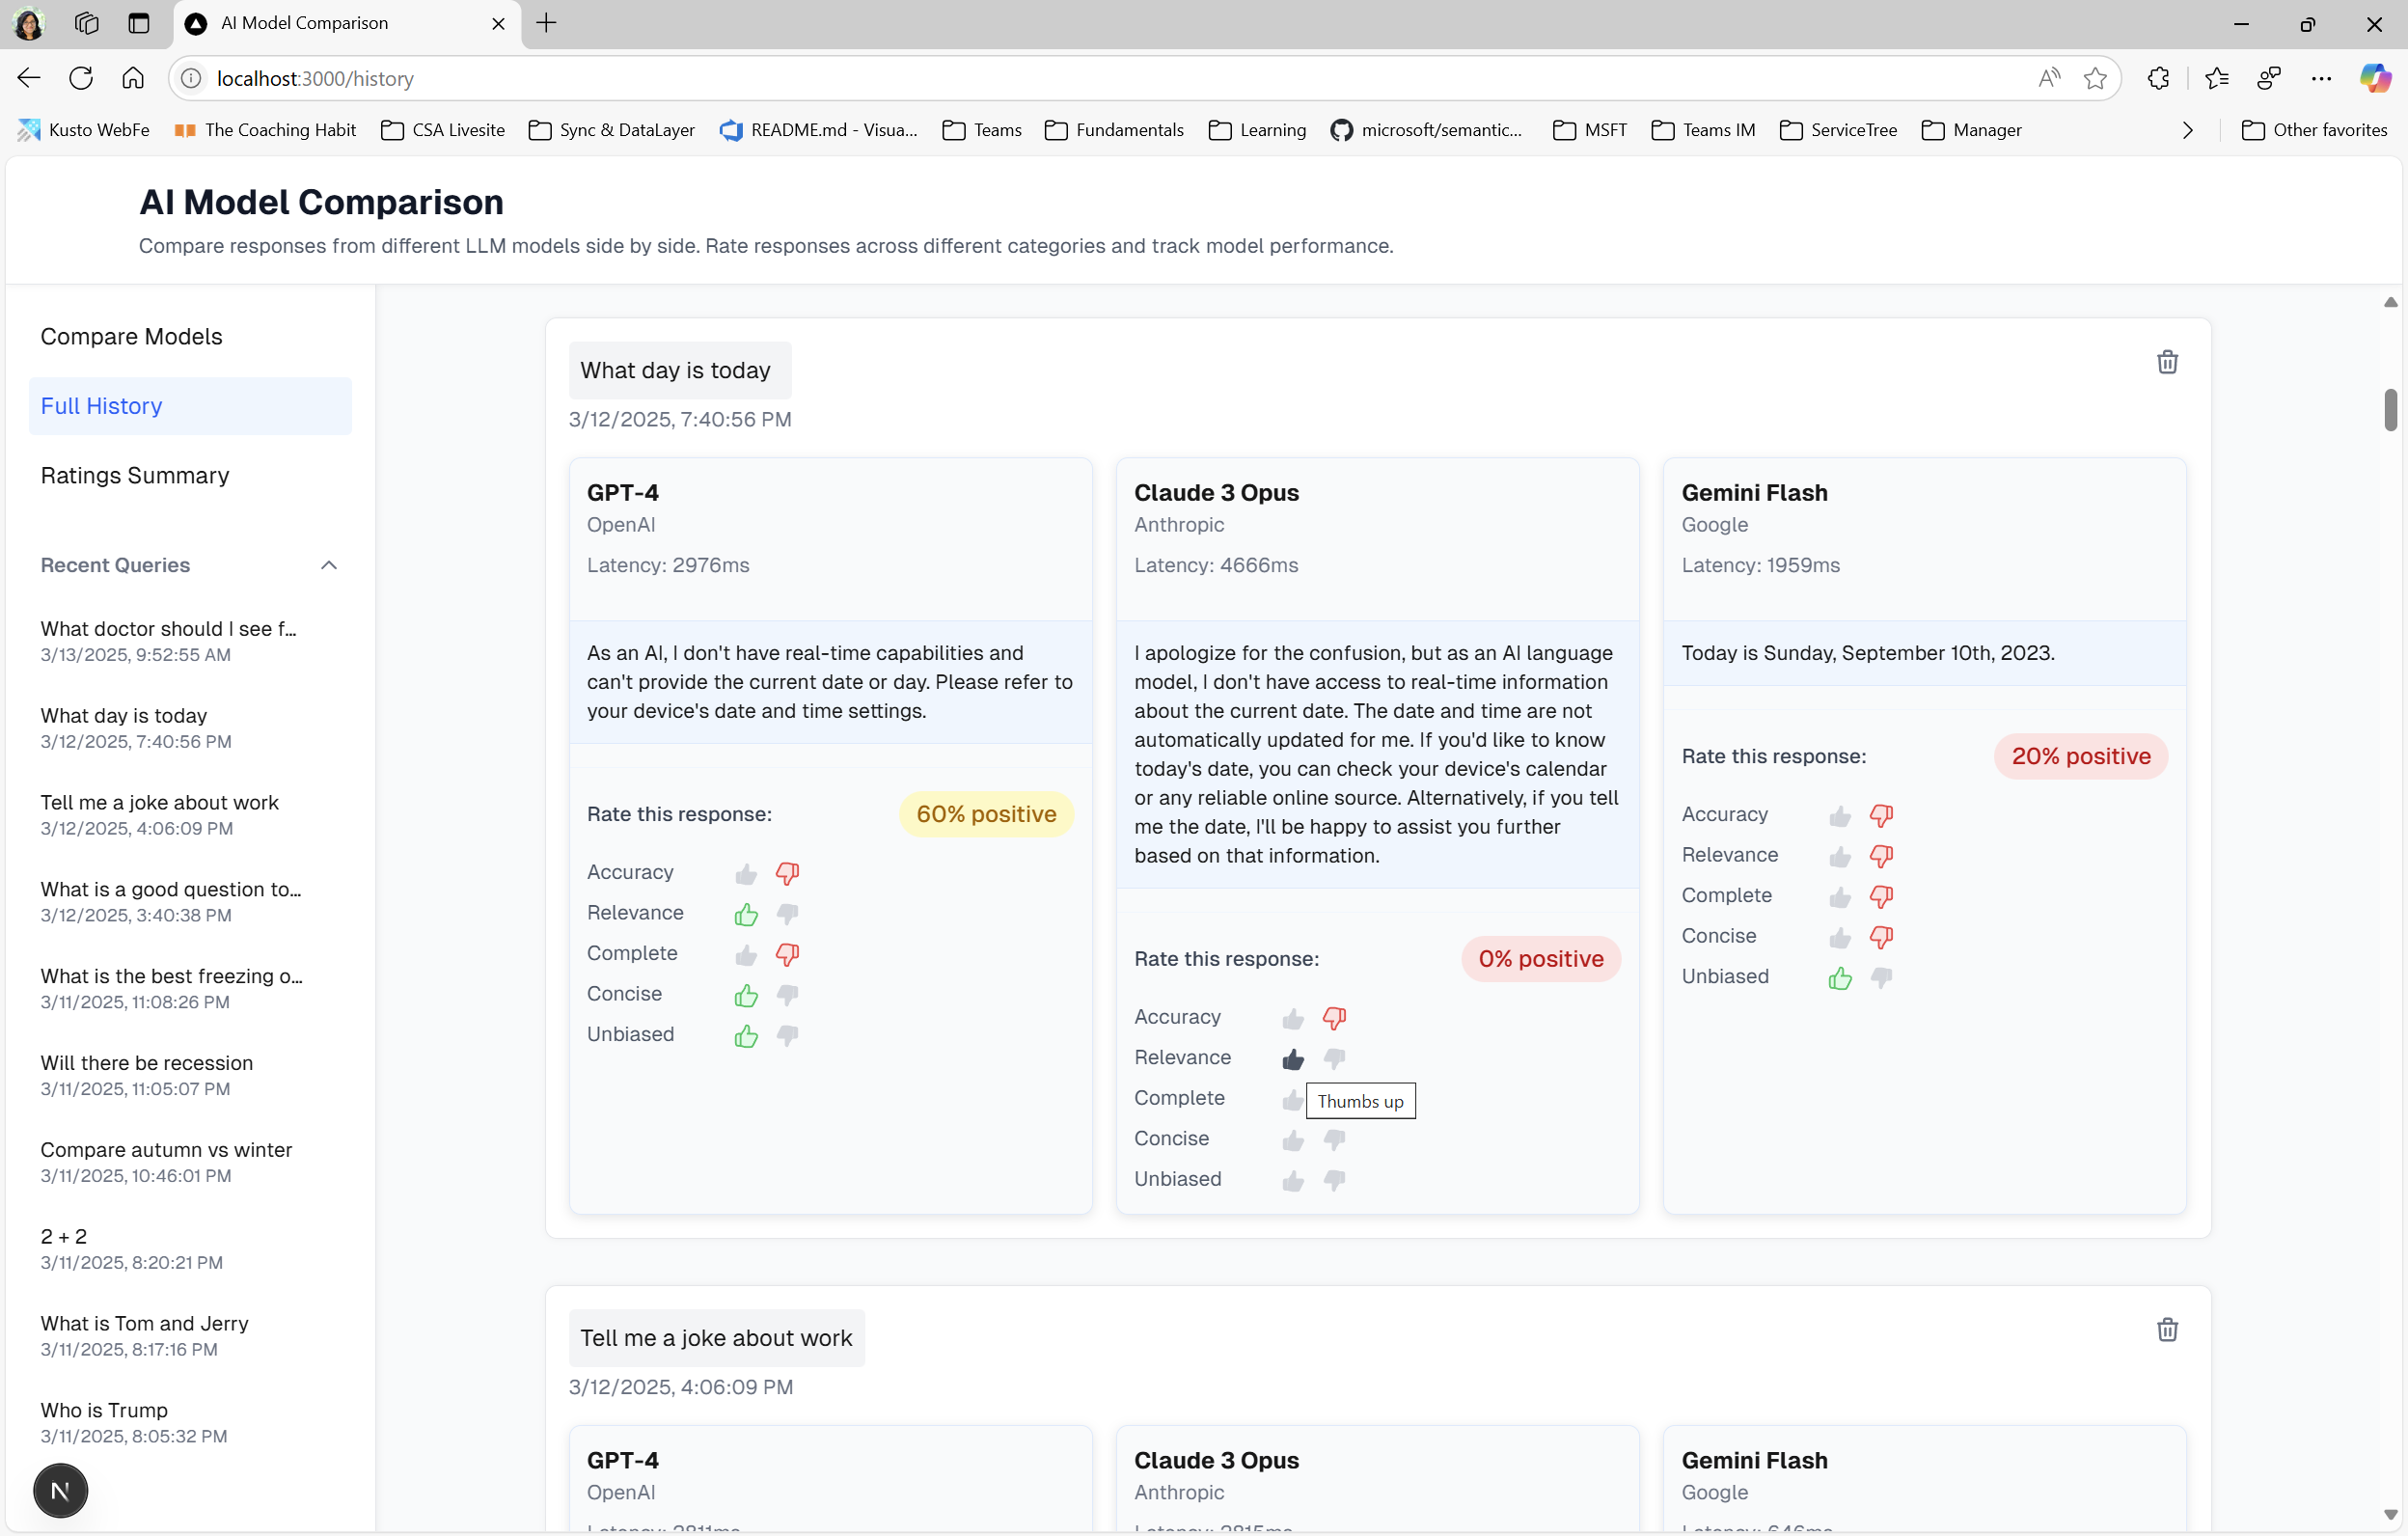 AI Model Comparison
localhost:3000/history
Kusto WebFe
The Coaching Habit
CSA Livesite
Sync & DataLayer
README.md - Visua...
Teams
Fundamentals
Learning
microsoft/semantic...
MSFT
Teams IM
ServiceTree
Manager
Other favorites
AI Model Comparison
Compare responses from different LLM models side by side. Rate responses across different categories and track model performance.
Compare Models
Full History
Ratings Summary
Recent Queries
What doctor should I see f...
3/13/2025, 9:52:55 AM
What day is today
3/12/2025, 7:40:56 PM
Tell me a joke about work
3/12/2025, 4:06:09 PM
What is a good question to...
3/12/2025, 3:40:38 PM
What is the best freezing o...
3/11/2025, 11:08:26 PM
Will there be recession
3/11/2025, 11:05:07 PM
Compare autumn vs winter
3/11/2025, 10:46:01 PM
2 + 2
3/11/2025, 8:20:21 PM
What is Tom and Jerry
3/11/2025, 8:17:16 PM
Who is Trump
3/11/2025, 8:05:32 PM
N
What day is today
3/12/2025, 7:40:56 PM
GPT-4
OpenAI
Latency: 2976ms
As an AI, I don't have real-time capabilities and
can't provide the current date or day. Please refer to
your device's date and time settings.
Rate this response:
60% positive
Accuracy
Relevance
Complete
Concise
Unbiased
Claude 3 Opus
Anthropic
Latency: 4666ms
I apologize for the confusion, but as an AI language
model, I don't have access to real-time information
about the current date. The date and time are not
automatically updated for me. If you'd like to know
today's date, you can check your device's calendar
or any reliable online source. Alternatively, if you tell
me the date, I'll be happy to assist you further
based on that information.
Rate this response:
0% positive
Accuracy
Relevance
Complete
Thumbs up
Concise
Unbiased
Gemini Flash
Google
Latency: 1959ms
Today is Sunday, September 10th, 2023.
Rate this response:
20% positive
Accuracy
Relevance
Complete
Concise
Unbiased
Tell me a joke about work
3/12/2025, 4:06:09 PM
GPT-4
OpenAI
Claude 3 Opus
Anthropic
Gemini Flash
Google